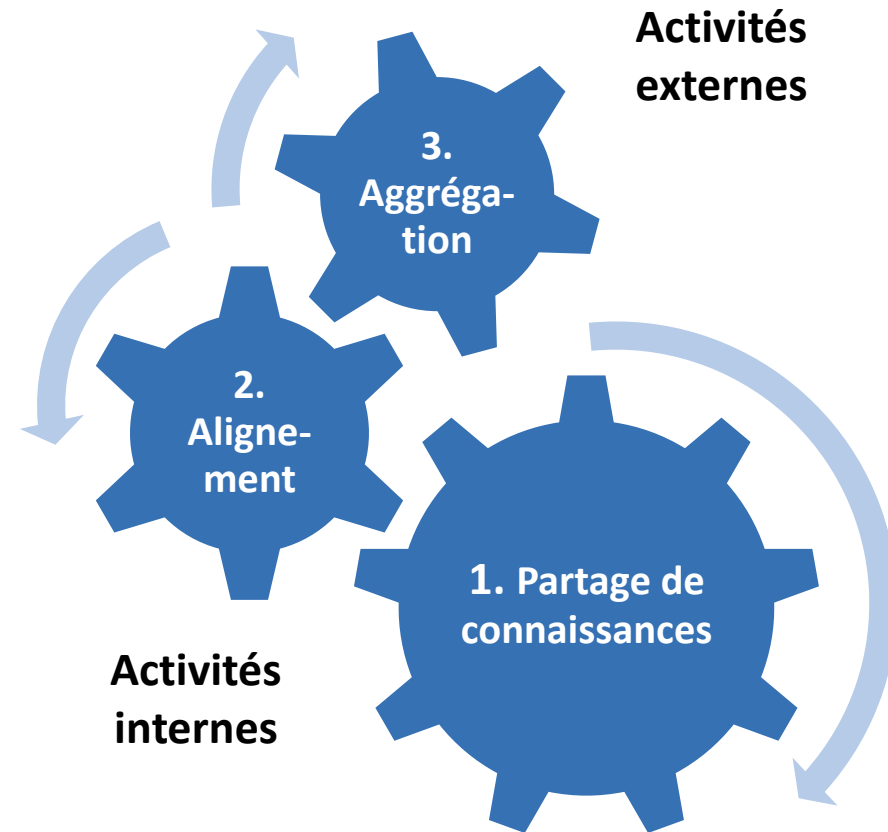 Activités
externes
3.
Aggréga-
tion
2.
Aligne-
ment
1. Partage de
connaissances
Activités
internes